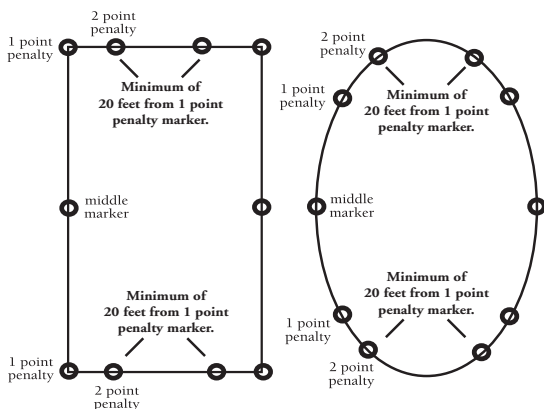 2 point
penalty
1 point
penalty
Minimum of
20 feet from 1 point
penalty marker.
middle
marker
Minimum of
20 feet from 1 point
penalty marker.
1 point
penalty
2 point
penalty
2 point
penalty
1 point
penalty
Minimum of
20 feet from 1 point
penalty marker.
middle
marker
Minimum of
20 feet from 1 point
penalty marker.
1 point
penalty
2 point
penalty